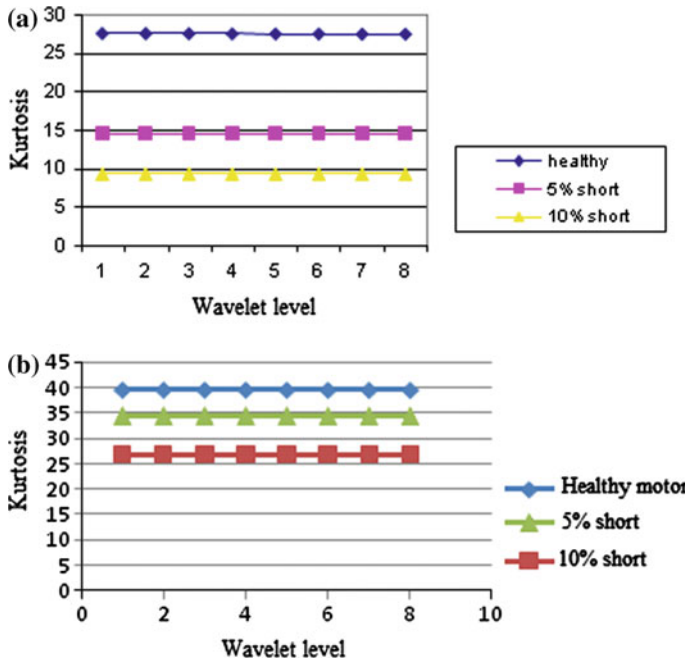 (a)
30
25
20
15
10
5
0
Kurtosis
1 2 3 4 5 6 7 8
Wavelet level
healthy
5% short
10% short
(b)
45
40
35
30
25
20
15
10
5
0
Kurtosis
0 2 4 6 8 10
Wavelet level
Healthy motor
5% short
10% short